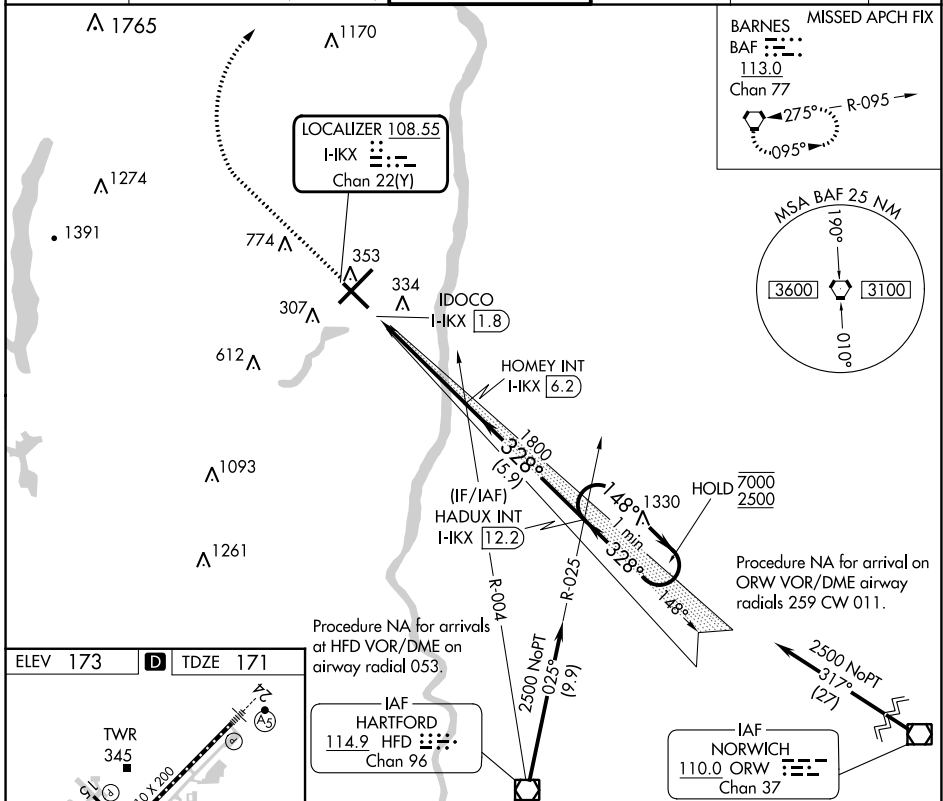 1765
1170
MISSED APCH FIX
BARNES
BAF
113.0
Chan 77
275°
R-095
095°
LOCALIZER 108.55
I-IKX
Chan 22(Y)
1274
1391
774
353
334
307
IDOCO
I-IKX 1.8
612
MSA BAF 25 NM
190°
3600
3100
010°
HOMEY INT
I-IKX 6.2
1800
328°
(5.9)
1093
(IF/IAF)
HADUX INT
I-IKX 12.2
148°
1330
1 min
328°
148°
HOLD 7000
2500
1261
R-004
R-025
Procedure NA for arrival on
ORW VOR/DME airway
radials 259 CW 011.
Procedure NA for arrivals
at HFD VOR/DME on
airway radial 053.
2500 NoPT
025°
(9.9)
2500 NoPT
317°
(27)
IAF
HARTFORD
114.9 HFD
Chan 96
IAF
NORWICH
110.0 ORW
Chan 37
ELEV 173
D
TDZE 171
24
A5
TWR
345
P
P
15
10 X 200